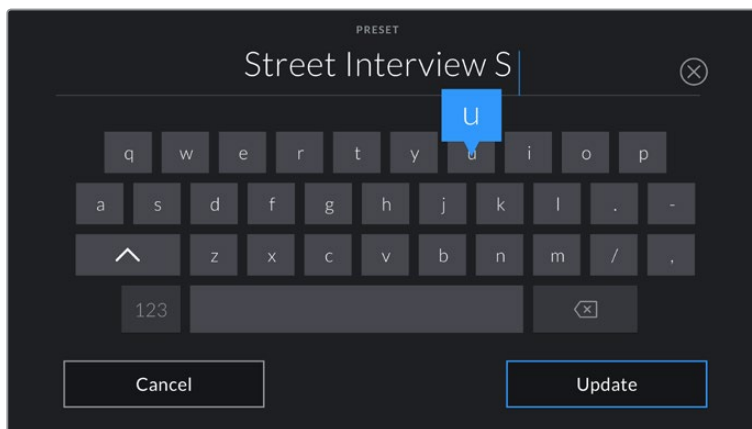 PRESET
Street Interview S
u
q w e r t y u i o p
a s d f g h j k l . -
z x c v b n m / ,
123
Cancel Update